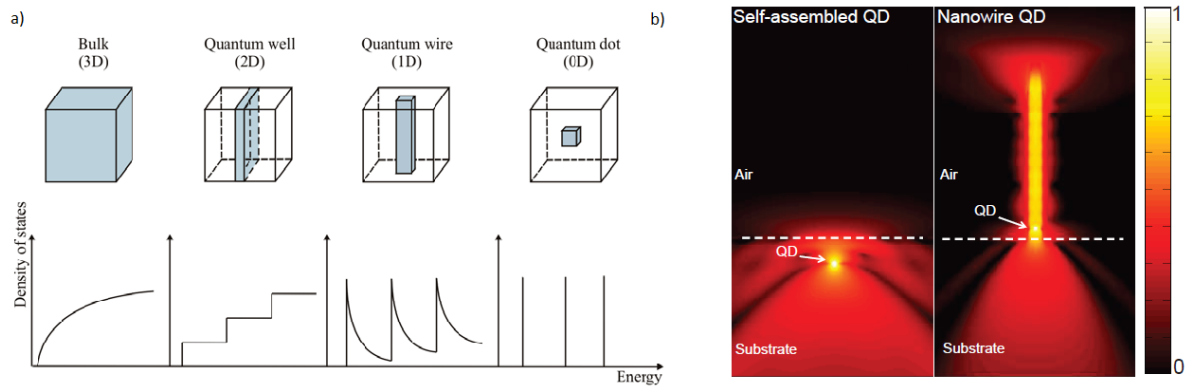 a)
Bulk
(3D)
Quantum well
(2D)
Quantum wire
(1D)
Quantum dot
(0D)
Density of states
Energy
b)
Self-assembled QD
Nanowire QD
1
Air
Air
QD
QD
Substrate
Substrate
0